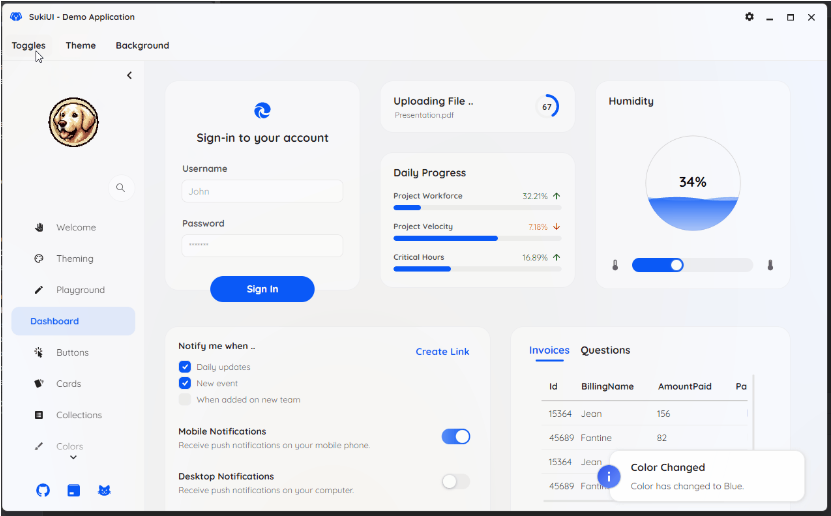 SukiUI - Demo Application
Toggles Theme Background
Welcome
Theming
Playground
Dashboard
Buttons
Cards
Collections
Colors
Sign-in to your account
Username
John
Password
*******
Sign In
Uploading File ..
Presentation.pdf
67
Daily Progress
Project Workforce 32.21%
Project Velocity 7.18%
Critical Hours 16.89%
Humidity
34%
Notify me when ..
Create Link
Daily updates
New event
When added on new team
Mobile Notifications
Receive push notifications on your mobile phone.
Desktop Notifications
Receive push notifications on your computer.
Invoices Questions
Id BillingName AmountPaid Pa
15364 Jean 156
45689 Fantine 82
15364 Jean
45689
Color Changed
Color has changed to Blue.